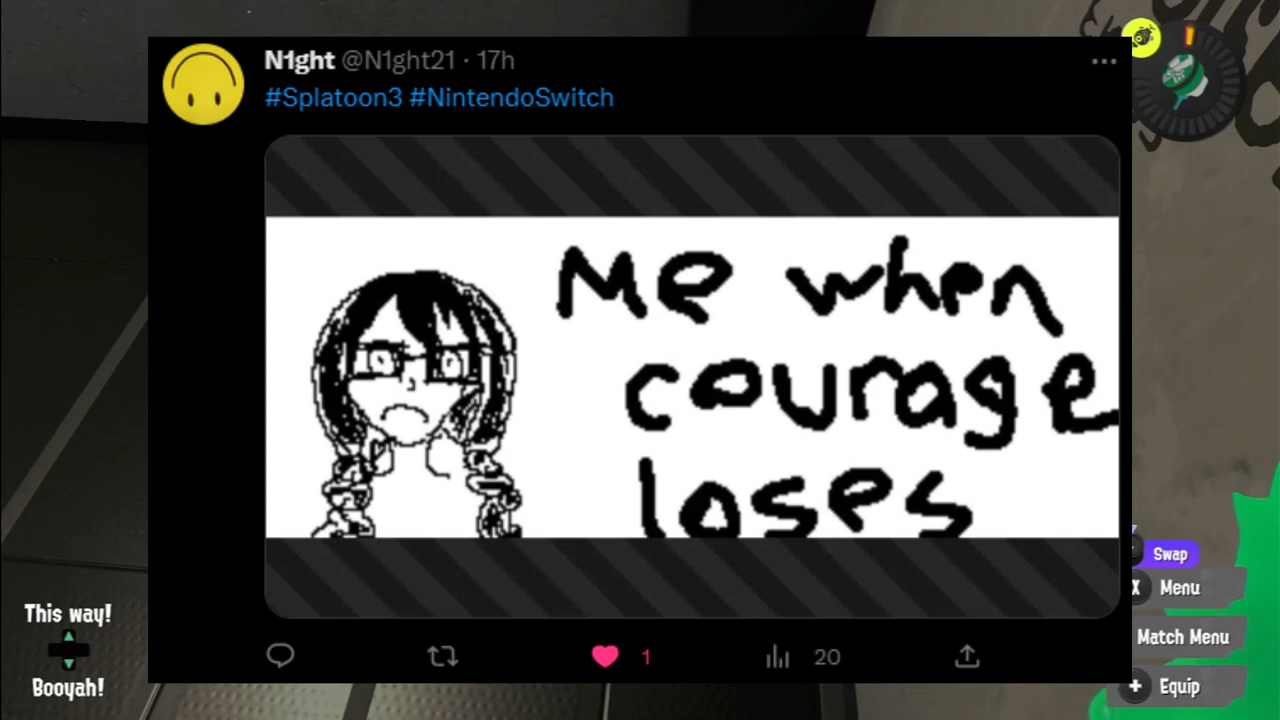 N1ght @N1ght21 · 17h
#Splatoon3 #NintendoSwitch
Me when
courage
loses
1
20
This way!
Booyah!
Swap
X Menu
Match Menu
+ Equip